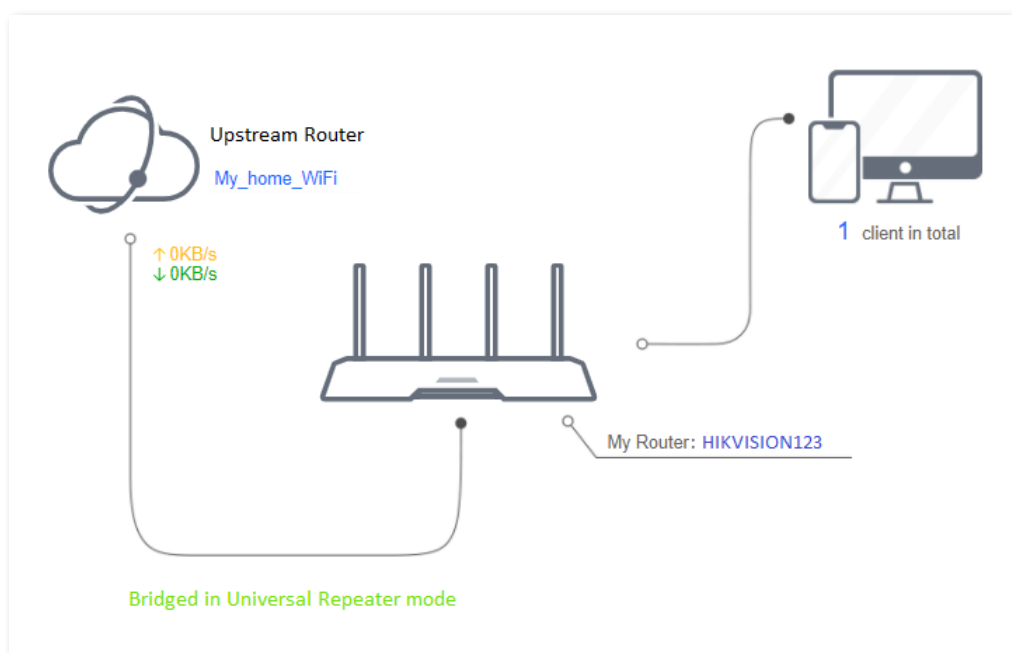 Upstream Router
My_home_WiFi
↑ 0KB/s
↓ 0KB/s
1 client in total
My Router: HIKVISION123
Bridged in Universal Repeater mode